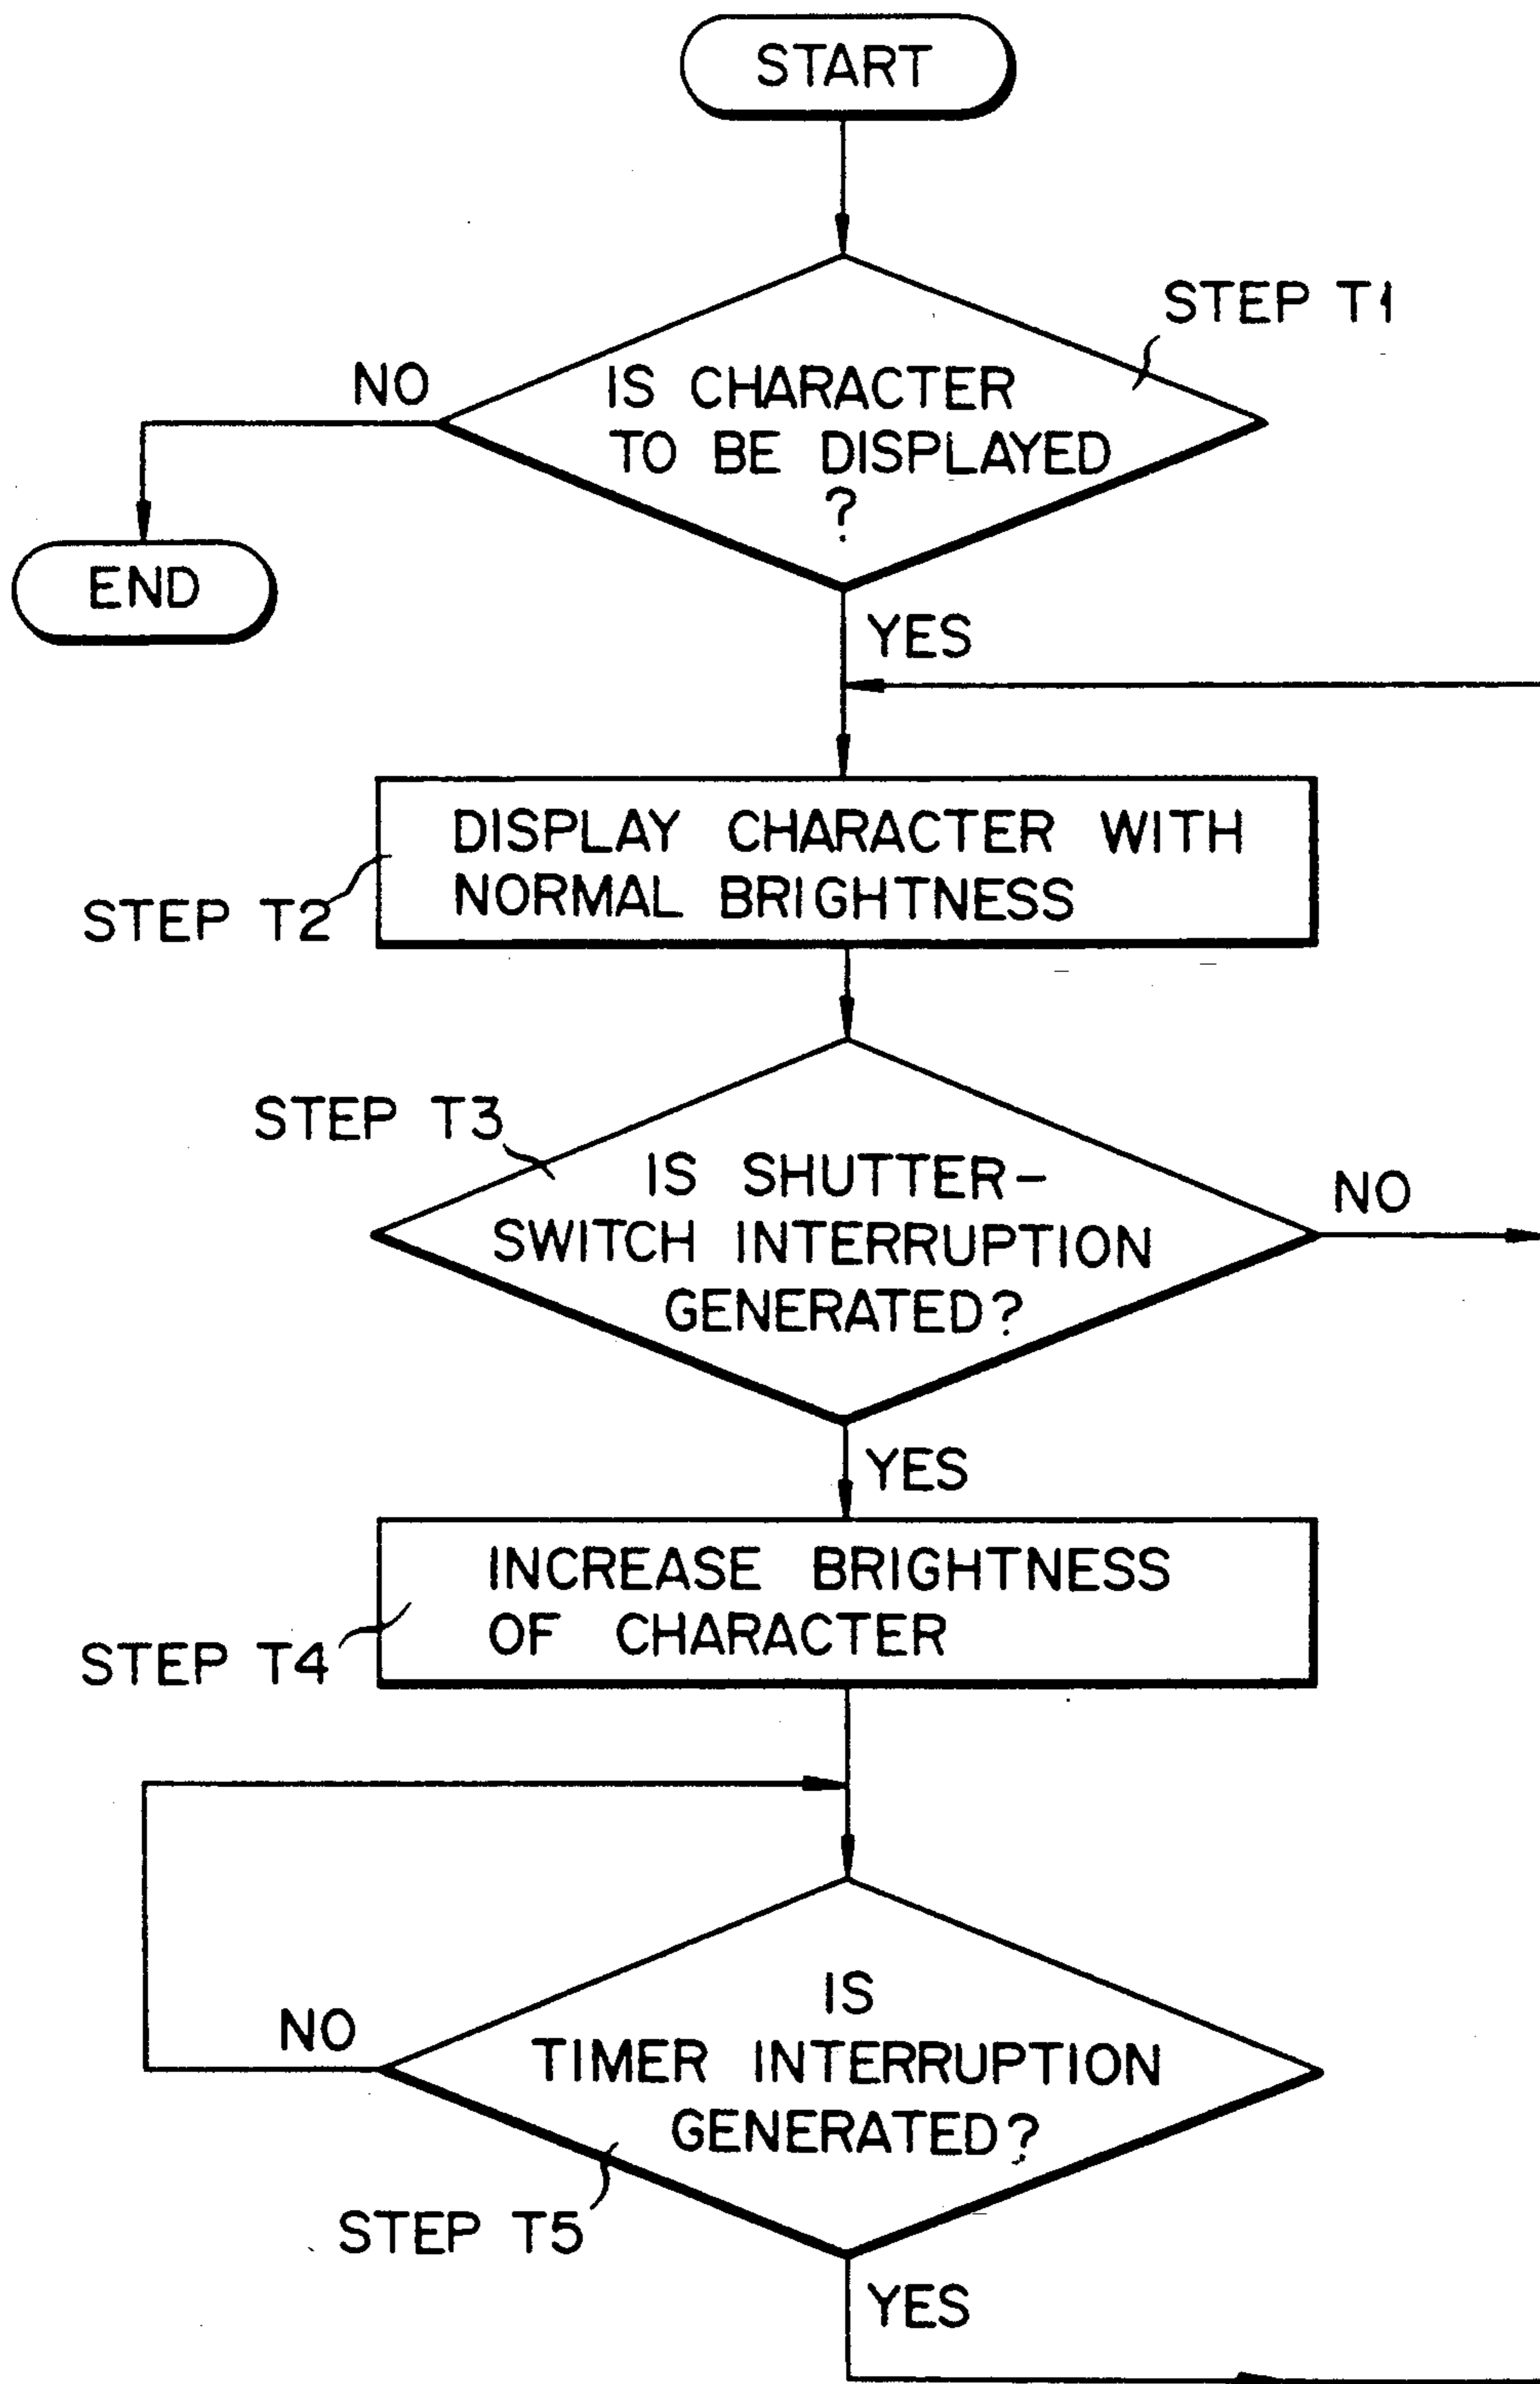 START
STEP T1
NO
IS CHARACTER
TO BE DISPLAYED
?
END
YES
DISPLAY CHARACTER WITH
NORMAL BRIGHTNESS
STEP T2
STEP T3
IS SHUTTER-
SWITCH INTERRUPTION
GENERATED?
NO
YES
INCREASE BRIGHTNESS
OF CHARACTER
STEP T4
IS
TIMER INTERRUPTION
GENERATED?
NO
STEP T5
YES